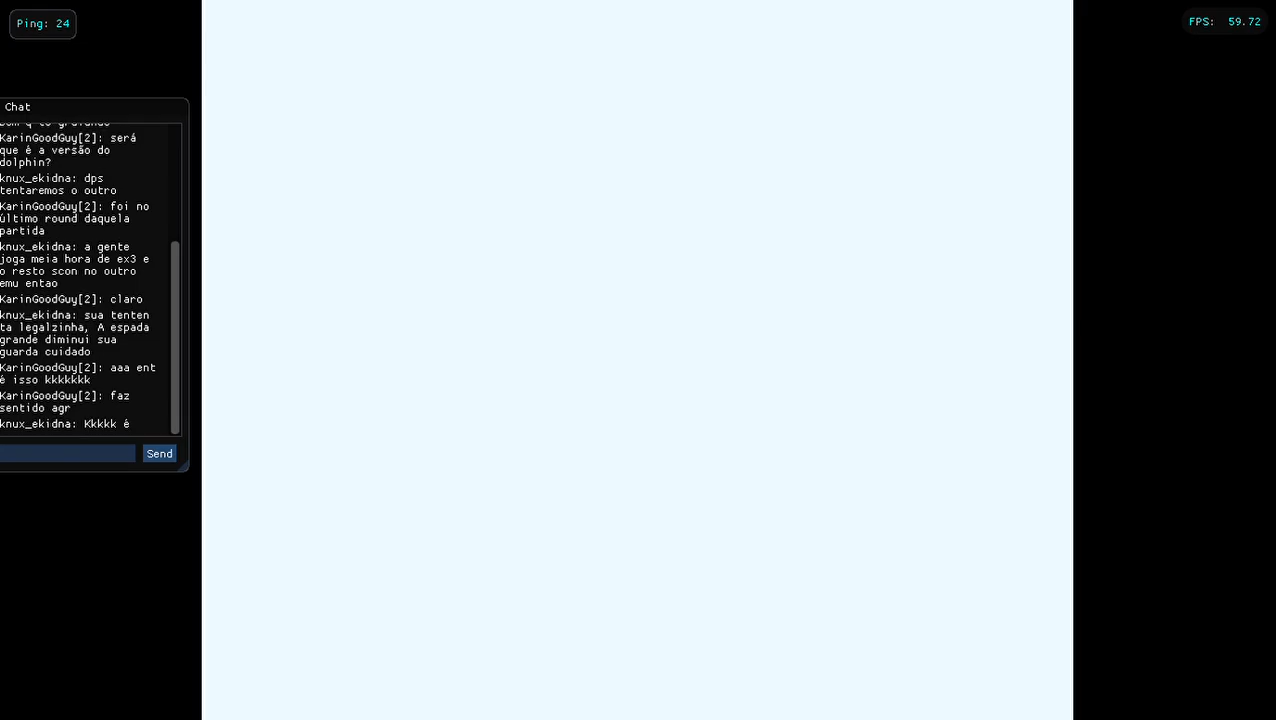 Ping: 24
FPS: 59.72
Chat
KarinGoodGuy[2]: será
que é a versão do
dolphin?
knux_ekidna: dps
tentaremos o outro
KarinGoodGuy[2]: foi no
último round daquela
partida
knux_ekidna: a gente
joga meia hora de ex3 e
o resto scon no outro
emu entao
KarinGoodGuy[2]: claro
knux_ekidna: sua tenten
ta legalzinha, A espada
grande diminui sua
guarda cuidado
KarinGoodGuy[2]: aaa ent
é isso kkkkkkk
KarinGoodGuy[2]: faz
sentido agr
knux_ekidna: Kkkkk é
Send